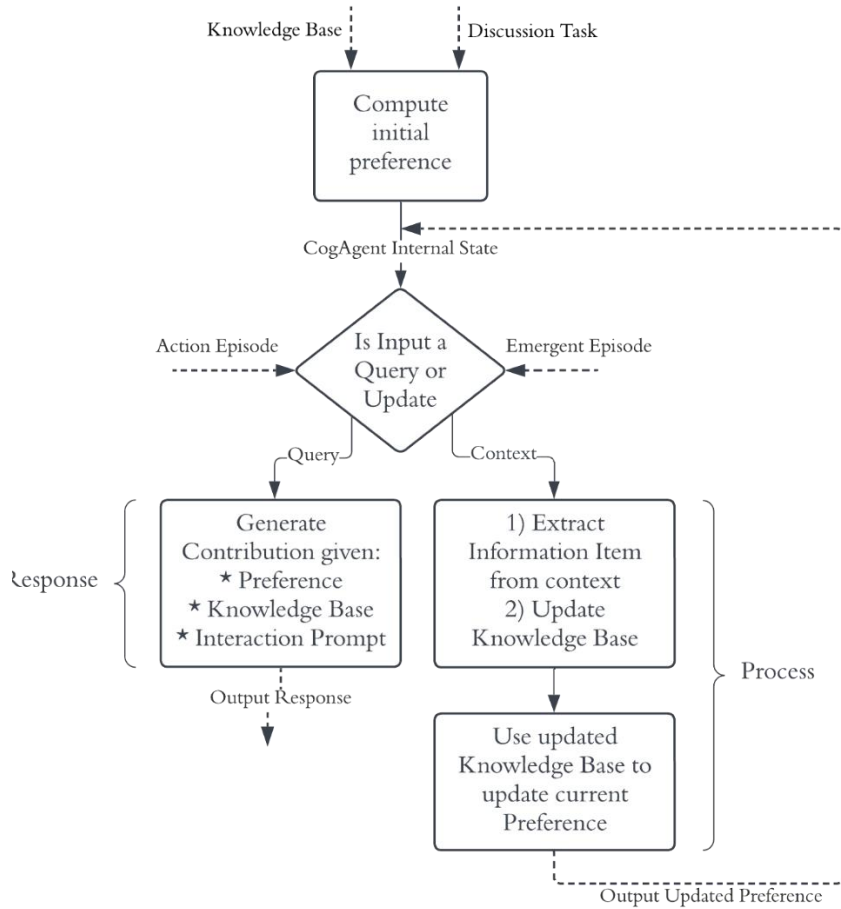 Knowledge Base
Discussion Task
Compute
initial
preference
CogAgent Internal State
Action Episode
Is Input a
Query or
Update
Emergent Episode
Query
Context
Response
Generate
Contribution given:
★ Preference
★ Knowledge Base
★ Interaction Prompt
Output Response
1) Extract
Information Item
from context
2) Update
Knowledge Base
Process
Use updated
Knowledge Base to
update current
Preference
Output Updated Preference